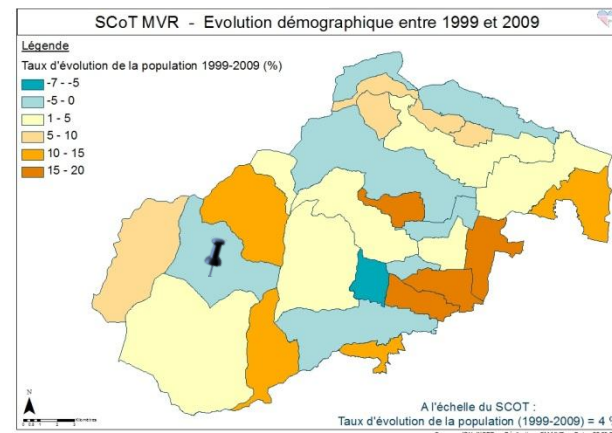 SCoT MVR - Evolution démographique entre 1999 et 2009
Légende
Taux d'évolution de la population 1999-2009 (%)
-7 - -5
-5 - 0
1 - 5
5 - 10
10 - 15
15 - 20
N
A l'échelle du SCOT :
Taux d'évolution de la population (1999-2009) = 4 %